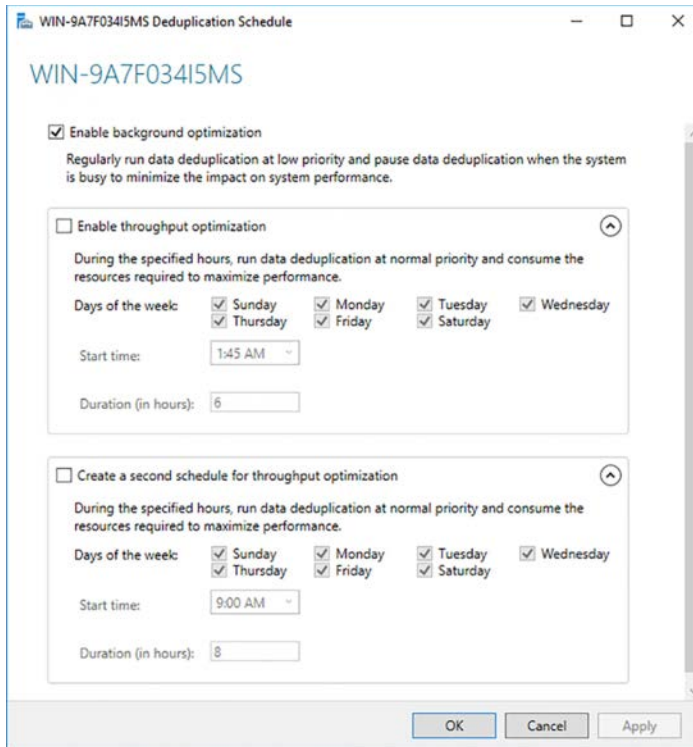 WIN-9A7F034I5MS Deduplication Schedule
WIN-9A7F034I5MS
Enable background optimization
Regularly run data deduplication at low priority and pause data deduplication when the system
is busy to minimize the impact on system performance.
Enable throughput optimization
During the specified hours, run data deduplication at normal priority and consume the
resources required to maximize performance.
Days of the week: Sunday Monday Tuesday Wednesday
Thursday Friday Saturday
Start time: 1:45 AM
Duration (in hours): 6
Create a second schedule for throughput optimization
During the specified hours, run data deduplication at normal priority and consume the
resources required to maximize performance.
Days of the week: Sunday Monday Tuesday Wednesday
Thursday Friday Saturday
Start time: 9:00 AM
Duration (in hours): 8
OK Cancel Apply